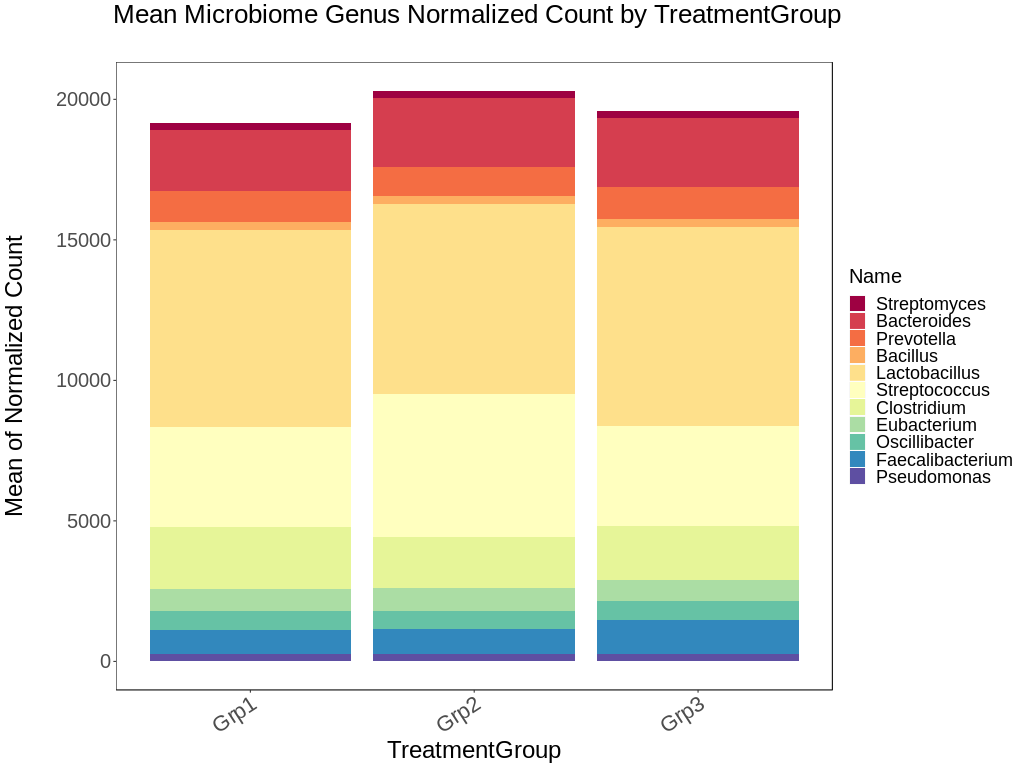 Mean Microbiome Genus Normalized Count by TreatmentGroup
20000
15000
10000
5000
0
Mean of Normalized Count
Grp1
Grp2
Grp3
TreatmentGroup
Name
Streptomyces
Bacteroides
Prevotella
Bacillus
Lactobacillus
Streptococcus
Clostridium
Eubacterium
Oscillibacter
Faecalibacterium
Pseudomonas